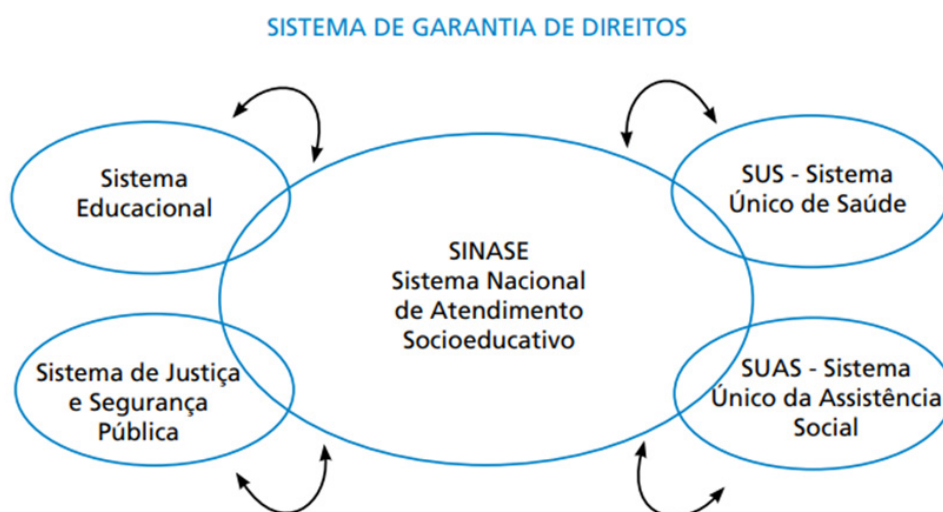 SISTEMA DE GARANTIA DE DIREITOS
Sistema
Educacional
SUS - Sistema
Único de Saúde
SINASE
Sistema Nacional
de Atendimento
Socioeducativo
Sistema de Justiça
e Segurança
Pública
SUAS - Sistema
Único da Assistência
Social